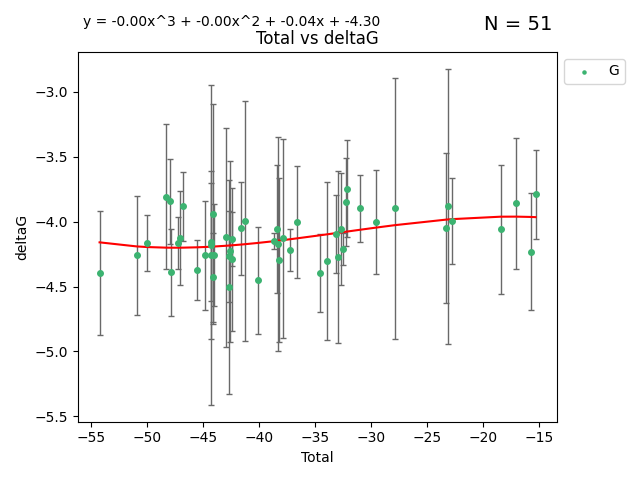 y = -0.00x^3 + -0.00x^2 + -0.04x + -4.30
N = 51
Total vs deltaG
G
deltaG
−3.0
−3.5
−4.0
−4.5
−5.0
−5.5
−55 −50 −45 −40 −35 −30 −25 −20 −15
Total